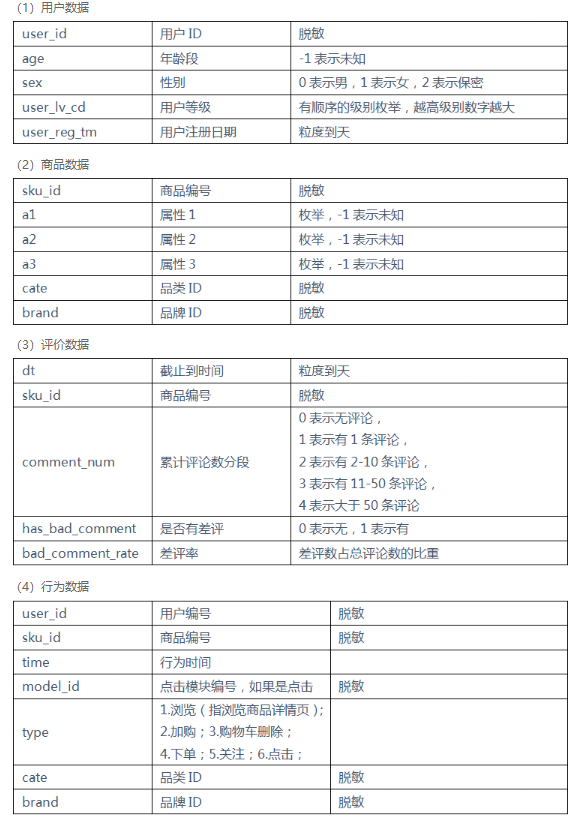 （1）用户数据
user_id 用户 ID 脱敏
age 年龄段 -1 表示未知
sex 性别 0 表示男，1 表示女，2 表示保密
user_lv_cd 用户等级 有顺序的级别枚举，越高级别数字越大
user_reg_tm 用户注册日期 粒度到天
（2）商品数据
sku_id 商品编号 脱敏
a1 属性 1 枚举，-1 表示未知
a2 属性 2 枚举，-1 表示未知
a3 属性 3 枚举，-1 表示未知
cate 品类 ID 脱敏
brand 品牌 ID 脱敏
（3）评价数据
dt 截止到时间 粒度到天
sku_id 商品编号 脱敏
comment_num 累计评论数分段 0 表示无评论，
1 表示有 1 条评论，
2 表示有 2-10 条评论，
3 表示有 11-50 条评论，
4 表示大于 50 条评论
has_bad_comment 是否有差评 0 表示无，1 表示有
bad_comment_rate 差评率 差评数占总评论数的比重
（4）行为数据
user_id 用户编号 脱敏
sku_id 商品编号 脱敏
time 行为时间
model_id 点击模块编号，如果是点击 脱敏
type 1.浏览（指浏览商品详情页）；
2.加购；3.购物车删除；
4.下单；5.关注；6.点击；
cate 品类 ID 脱敏
brand 品牌 ID 脱敏